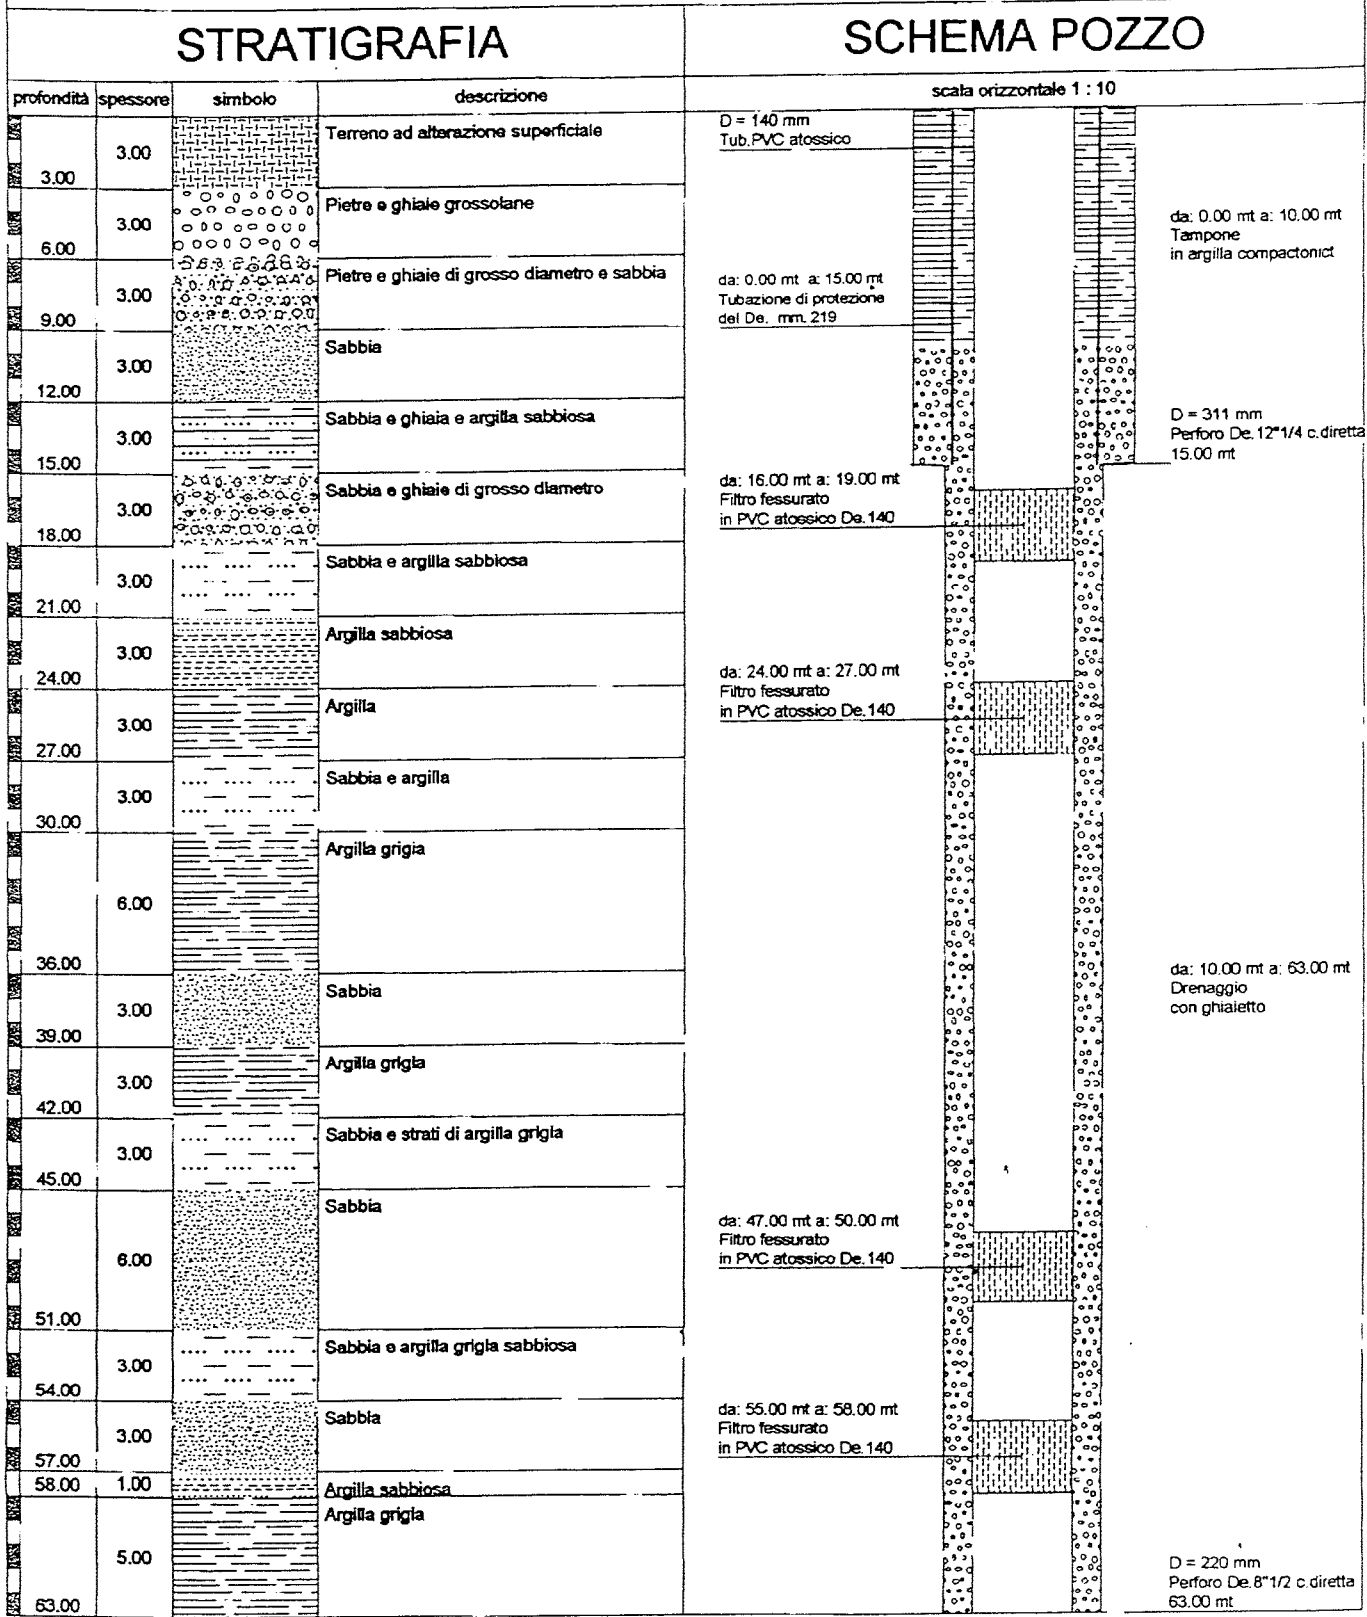 STRATIGRAFIA
SCHEMA POZZO
profondità spessore simbolo descrizione
scala orizzontale 1 : 10
3.00
3.00
Terreno ad alterazione superficiale
3.00
6.00
Pietre e ghiaie grossolane
3.00
9.00
Pietre e ghiaie di grosso diametro e sabbia
3.00
12.00
Sabbia
3.00
15.00
Sabbia e ghiaia e argilla sabbiosa
3.00
18.00
Sabbia e ghiaie di grosso diametro
3.00
21.00
Sabbia e argilla sabbiosa
3.00
24.00
Argilla sabbiosa
3.00
27.00
Argilla
3.00
30.00
Sabbia e argilla
6.00
36.00
Argilla grigia
3.00
39.00
Sabbia
3.00
42.00
Argilla grigia
3.00
45.00
Sabbia e strati di argilla grigia
6.00
51.00
Sabbia
3.00
54.00
Sabbia e argilla grigia sabbiosa
3.00
57.00
Sabbia
58.00 1.00
Argilla sabbiosa
Argilla grigia
5.00
63.00
D = 140 mm
Tub.PVC atossico
da: 0.00 mt a: 15.00 mt
Tubazione di protezione
del De. mm. 219
da: 16.00 mt a: 19.00 mt
Filtro fessurato
in PVC atossico De.140
da: 24.00 mt a: 27.00 mt
Filtro fessurato
in PVC atossico De.140
da: 47.00 mt a: 50.00 mt
Filtro fessurato
in PVC atossico De.140
da: 55.00 mt a: 58.00 mt
Filtro fessurato
in PVC atossico De.140
da: 0.00 mt a: 10.00 mt
Tampone
in argilla compactonict
D = 311 mm
Perforo De.12"1/4 c.diretta
15.00 mt
da: 10.00 mt a: 63.00 mt
Drenaggio
con ghiaietto
D = 220 mm
Perforo De.8"1/2 c.diretta
63.00 mt